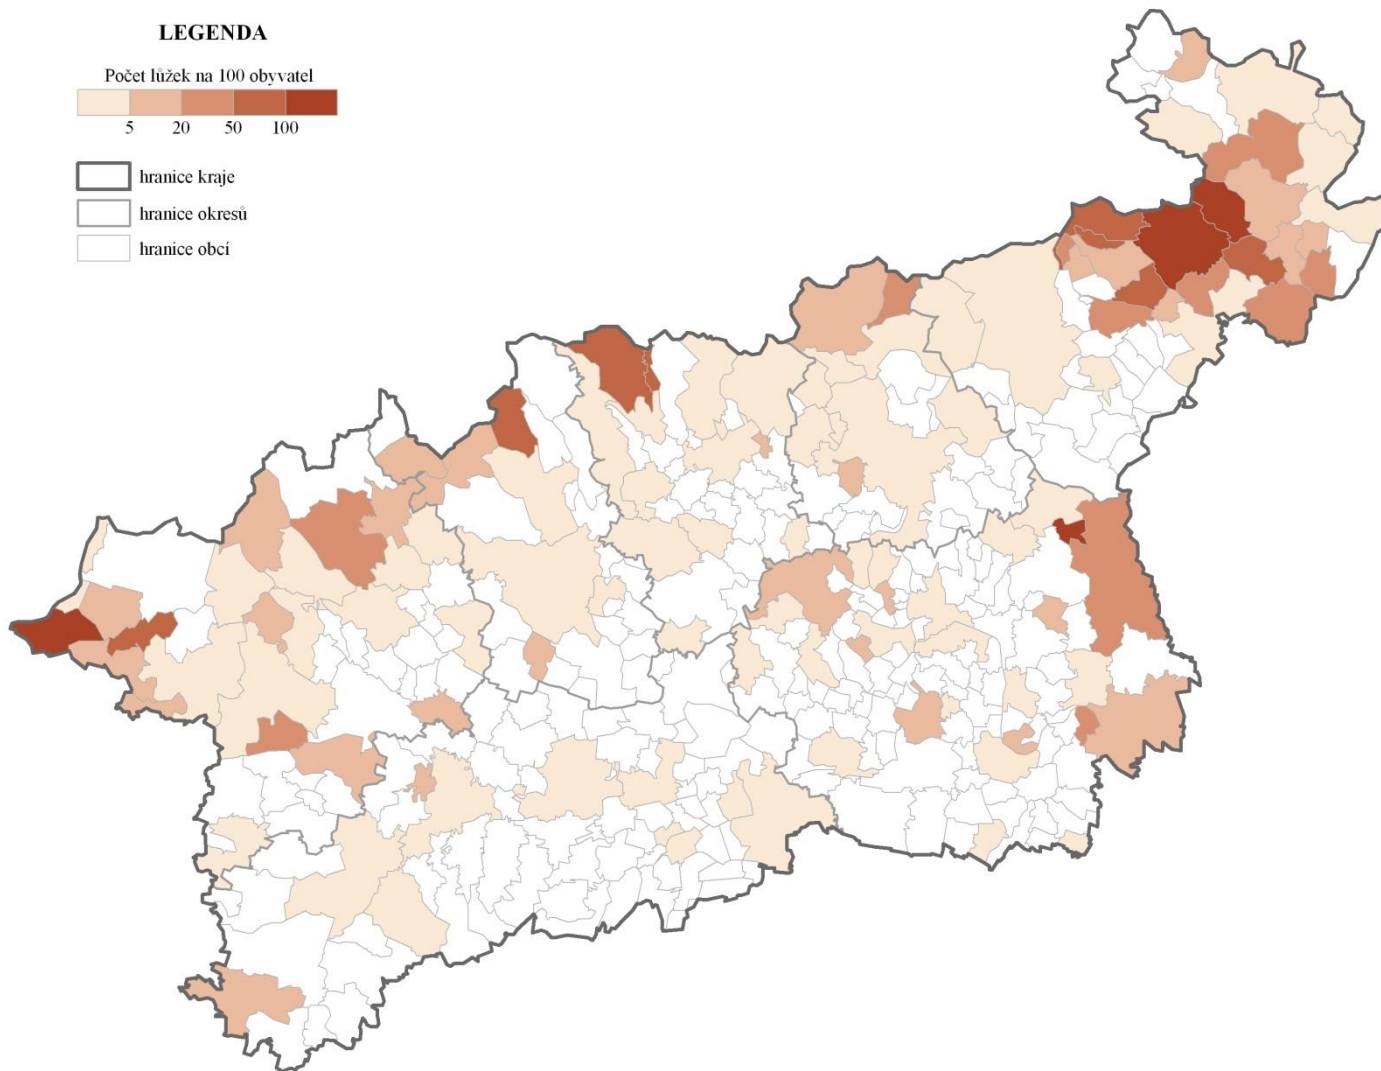 LEGENDA
Počet lůžek na 100 obyvatel
5 20 50 100
hranice kraje
hranice okresů
hranice obcí